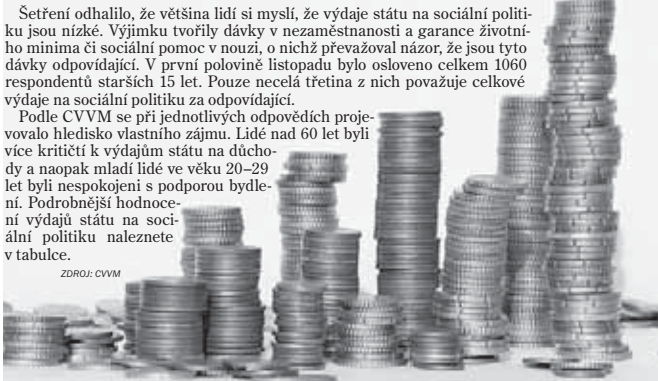 Šetření odhalilo, že většina lidí si myslí, že výdaje státu na sociální politi-
ku jsou nízké. Výjimku tvořily dávky v nezaměstnanosti a garance životní-
ho minima či sociální pomoc v nouzi, o nichž převažoval názor, že jsou tyto
dávky odpovídající. V první polovině listopadu bylo osloveno celkem 1060
respondentů starších 15 let. Pouze necelá třetina z nich považuje celkové
výdaje na sociální politiku za odpovídající.
Podle CVVM se při jednotlivých odpovědích proje-
vovalo hledisko vlastního zájmu. Lidé nad 60 let byli
více kritičtí k výdajům státu na důcho-
dy a naopak mladí lidé ve věku 20–29
let byli nespokojeni s podporou bydle-
ní. Podrobnější hodnoce-
ní výdajů státu na soci-
ální politiku naleznete
v tabulce.
ZDROJ: CVVM